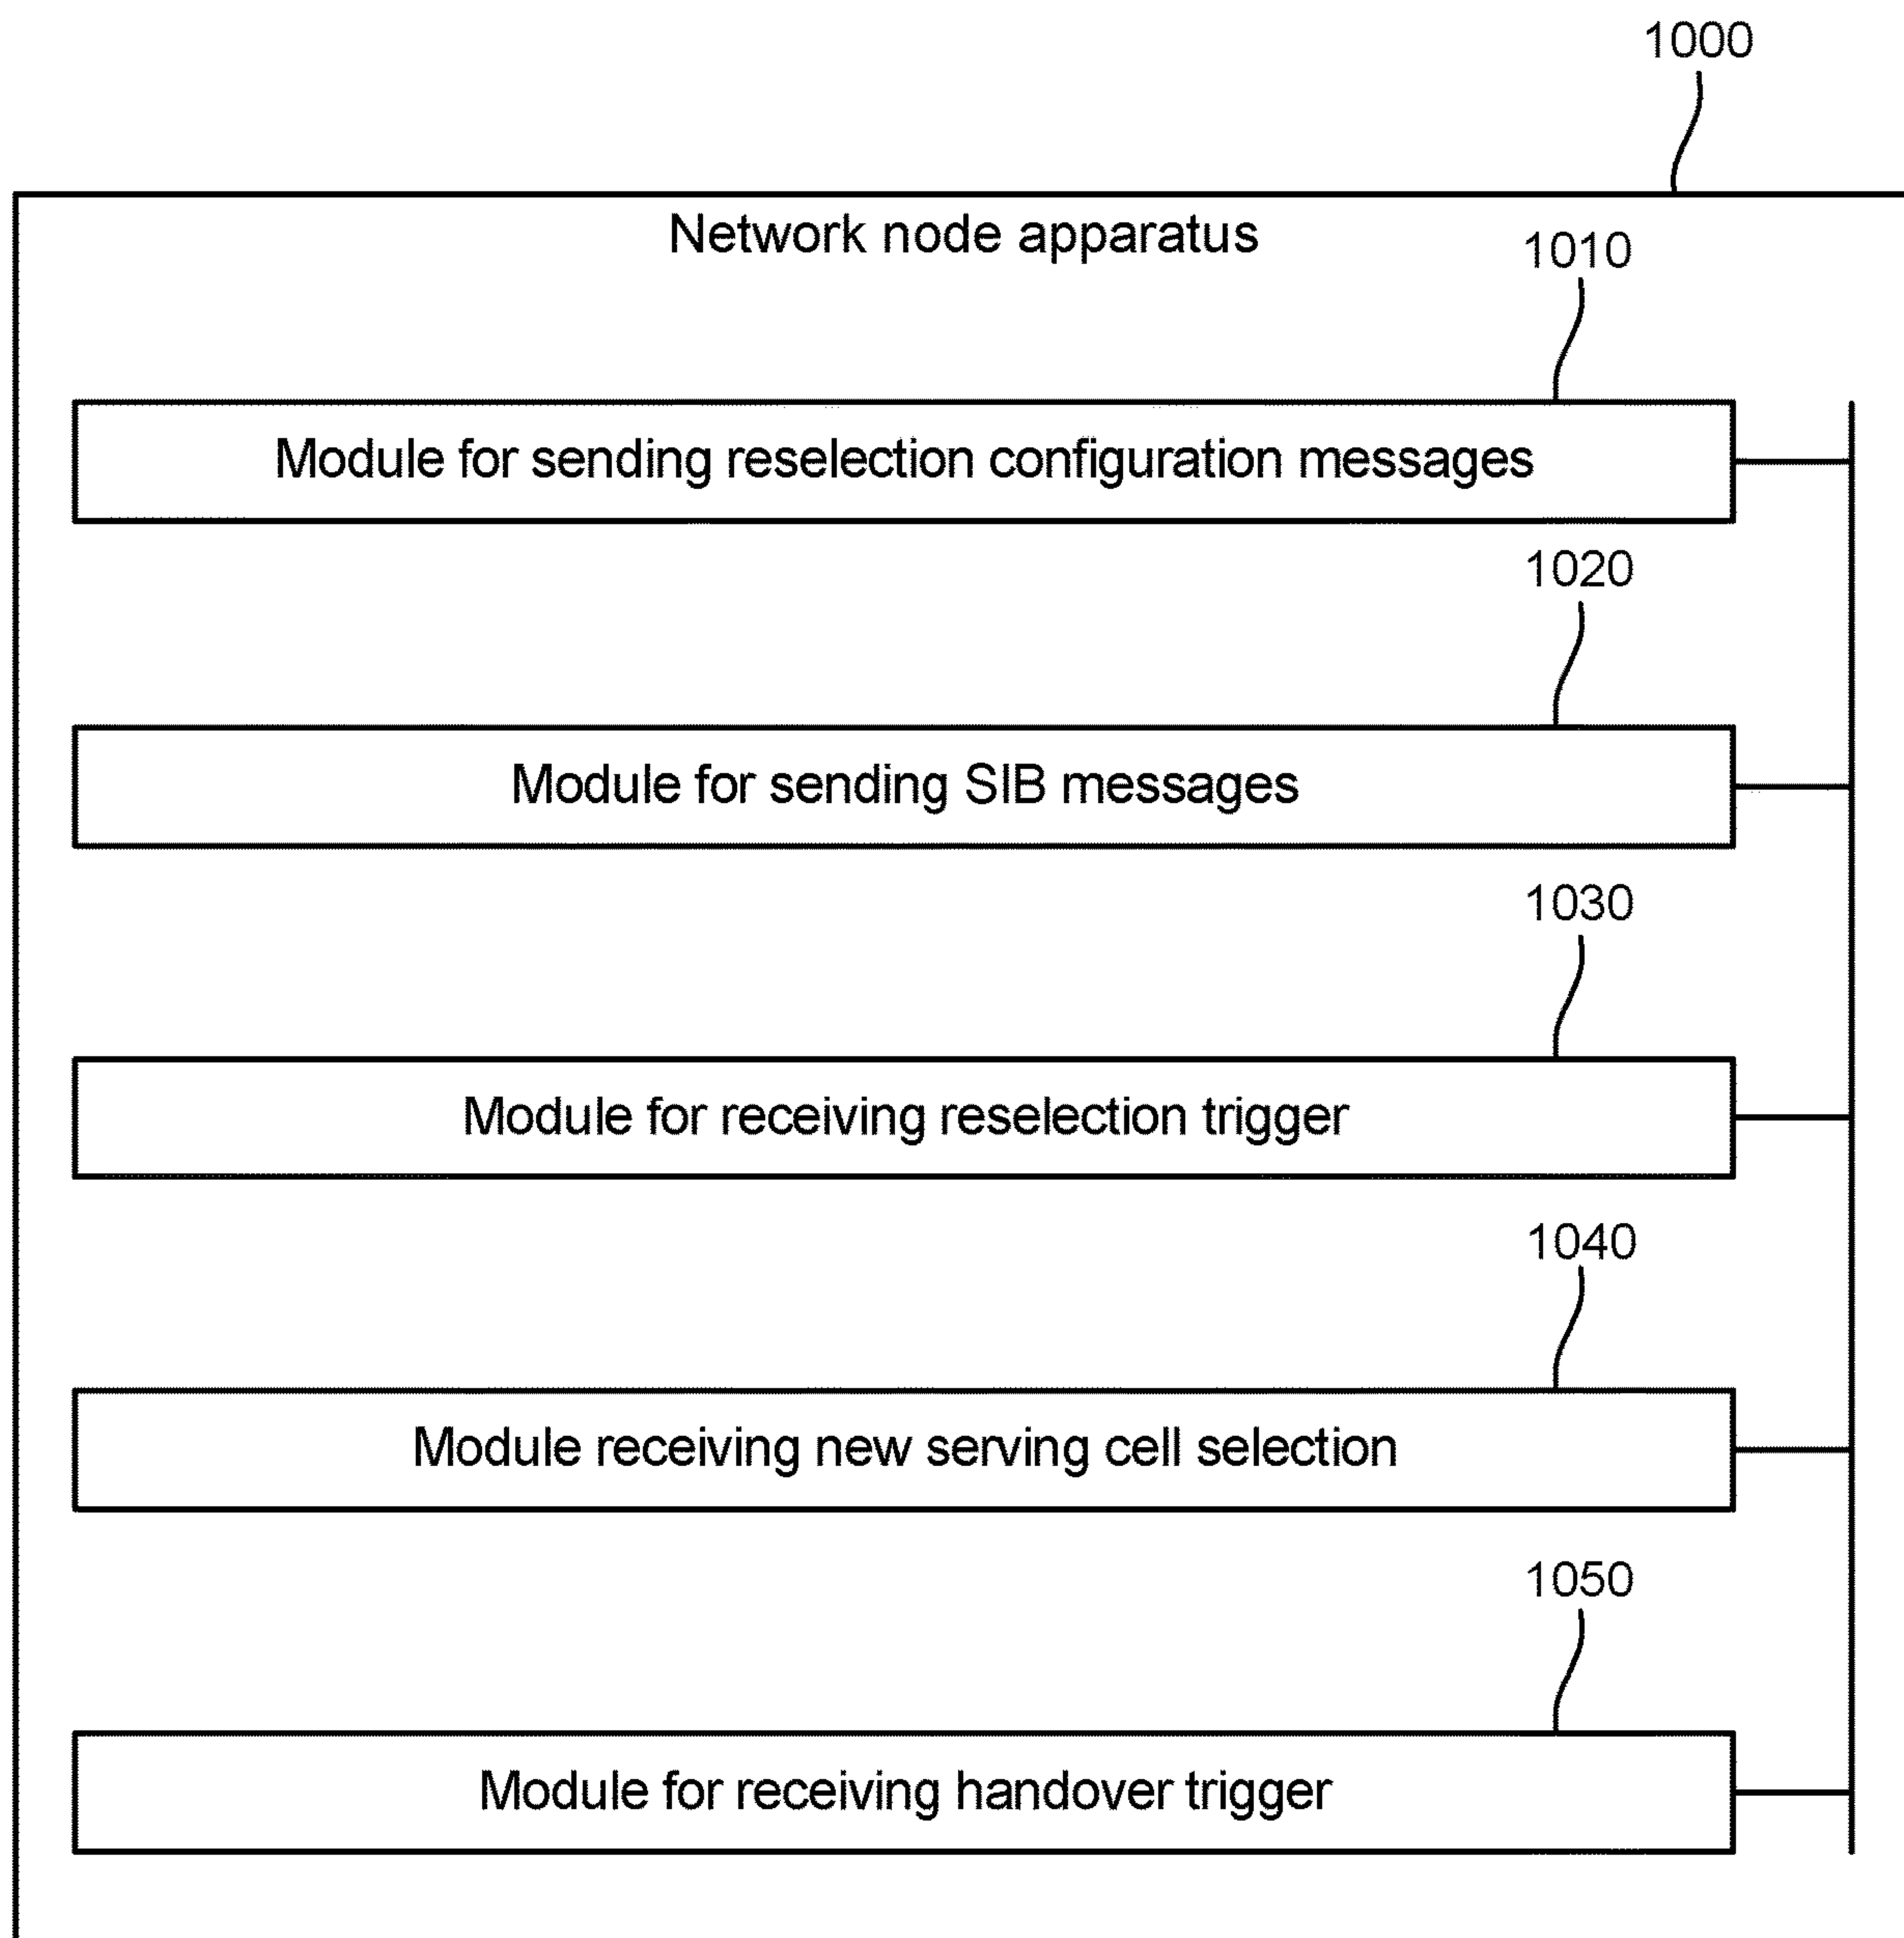 1000
Network node apparatus
1010
Module for sending reselection configuration messages
1020
Module for sending SIB messages
1030
Module for receiving reselection trigger
1040
Module receiving new serving cell selection
1050
Module for receiving handover trigger